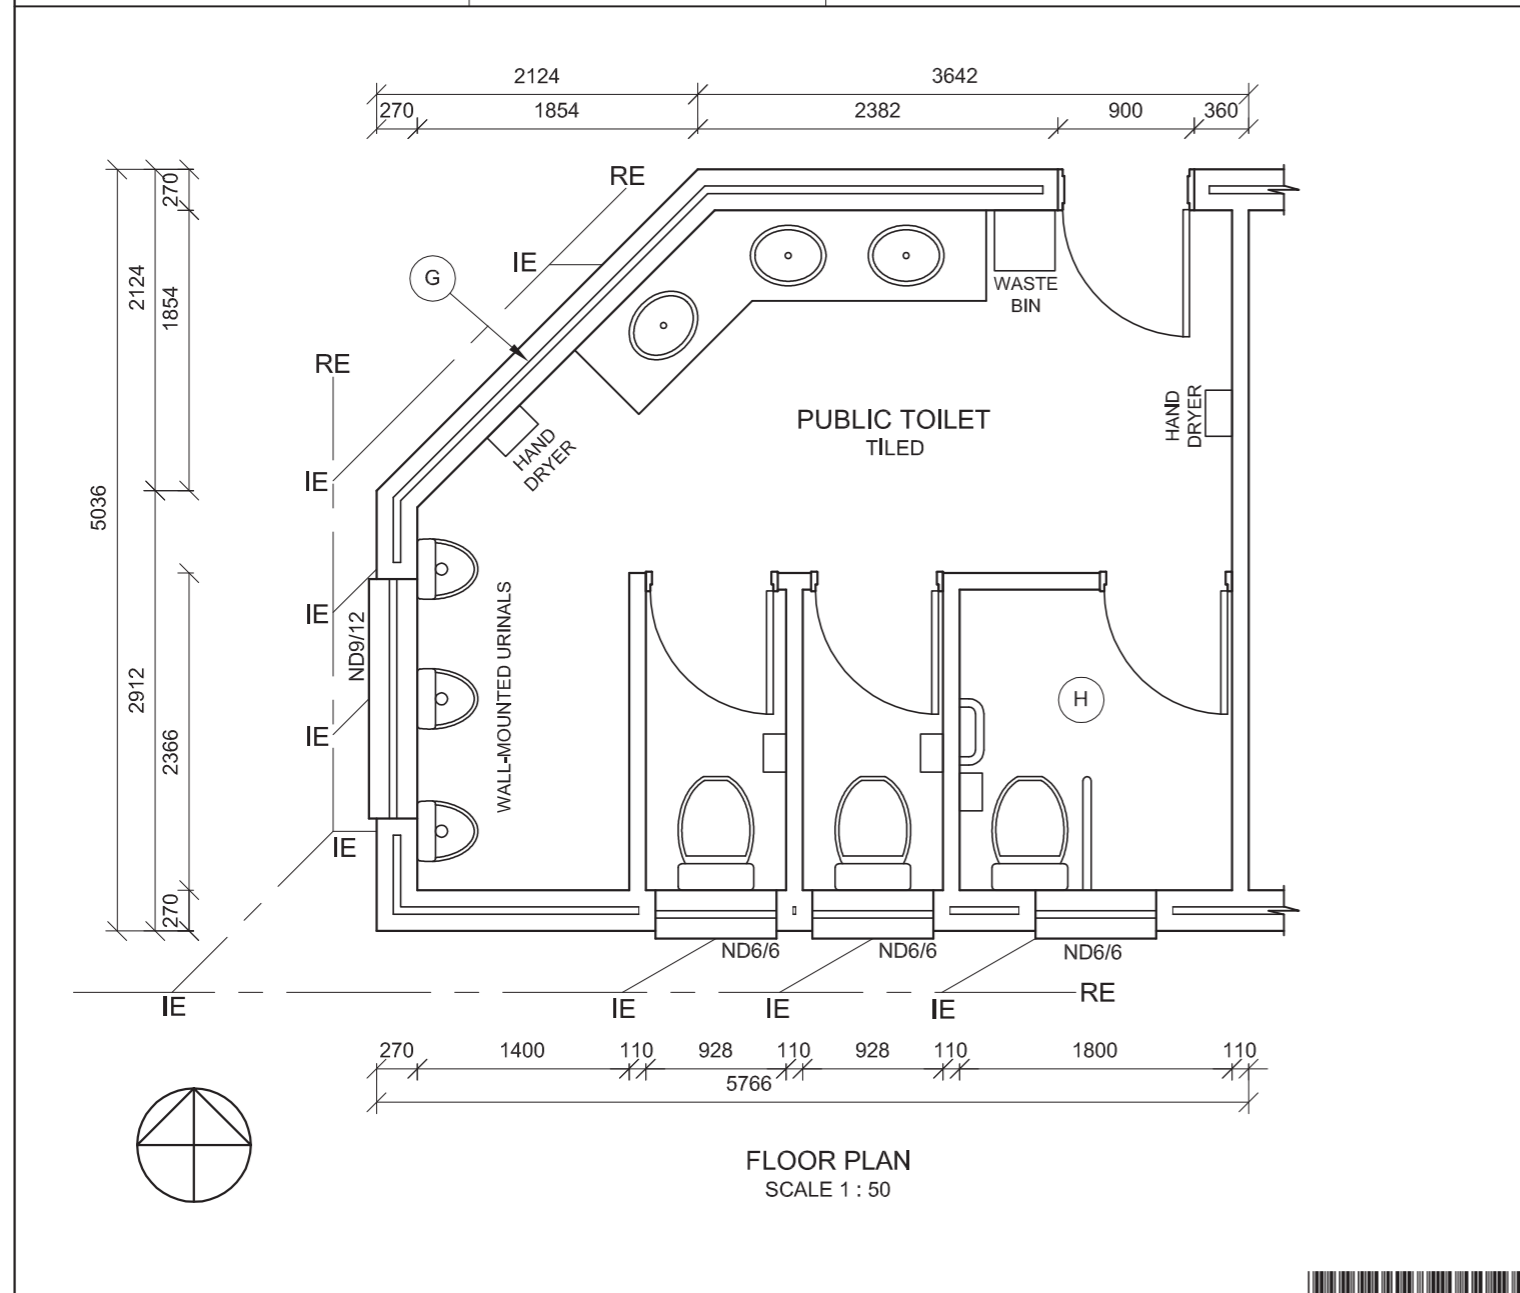 2124
3642
270
1854
2382
900
360
5036
2124
2912
270
1854
2366
270
RE
IE
G
RE
IE
IE
IE
IE
IE
ND9/12
WASTE
BIN
HAND
DRYER
HAND
DRYER
PUBLIC TOILET
TILED
WALL-MOUNTED URINALS
H
ND6/6
ND6/6
ND6/6
IE
IE
IE
RE
270
1400
110
928
110
928
110
1800
110
5766
FLOOR PLAN
SCALE 1 : 50